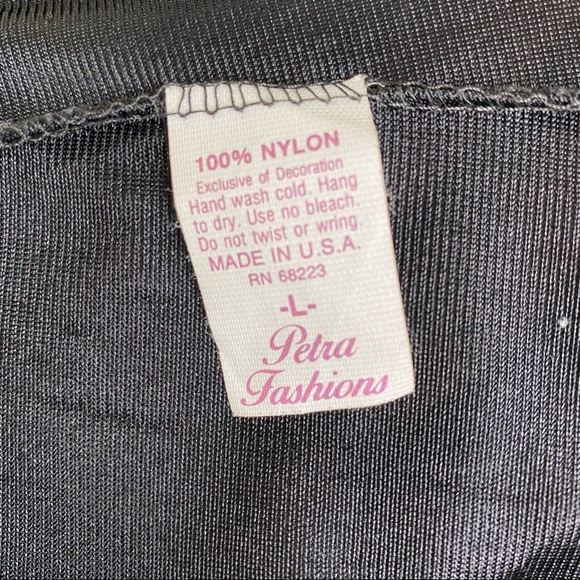 100% NYLON
Exclusive of Decoration
Hand wash cold. Hang
to dry. Use no bleach.
Do not twist or wring.
MADE IN U.S.A.
RN 68223
-L-
Petra
Fashions